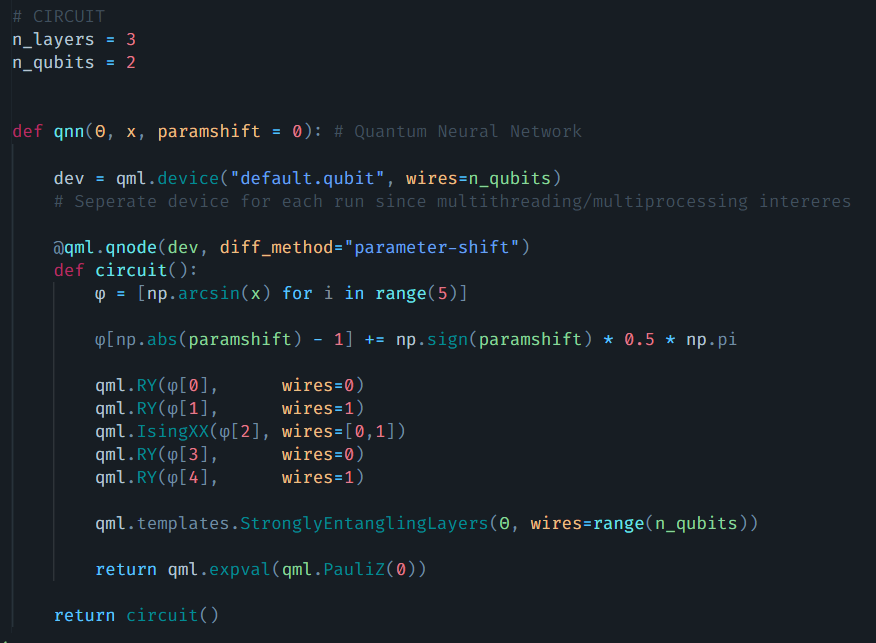 # CIRCUIT
n_layers = 3
n_qubits = 2
def qnn(θ, x, paramshift = 0): # Quantum Neural Network
    dev = qml.device("default.qubit", wires=n_qubits)
    # Seperate device for each run since multithreading/multiprocessing intereres
    @qml.qnode(dev, diff_method="parameter-shift")
    def circuit():
        φ = [np.arcsin(x) for i in range(5)]
        φ[np.abs(paramshift) - 1] += np.sign(paramshift) * 0.5 * np.pi
        qml.RY(φ[0],      wires=0)
        qml.RY(φ[1],      wires=1)
        qml.IsingXX(φ[2], wires=[0,1])
        qml.RY(φ[3],      wires=0)
        qml.RY(φ[4],      wires=1)
        qml.templates.StronglyEntanglingLayers(θ, wires=range(n_qubits))
        return qml.expval(qml.PauliZ(0))
    return circuit()